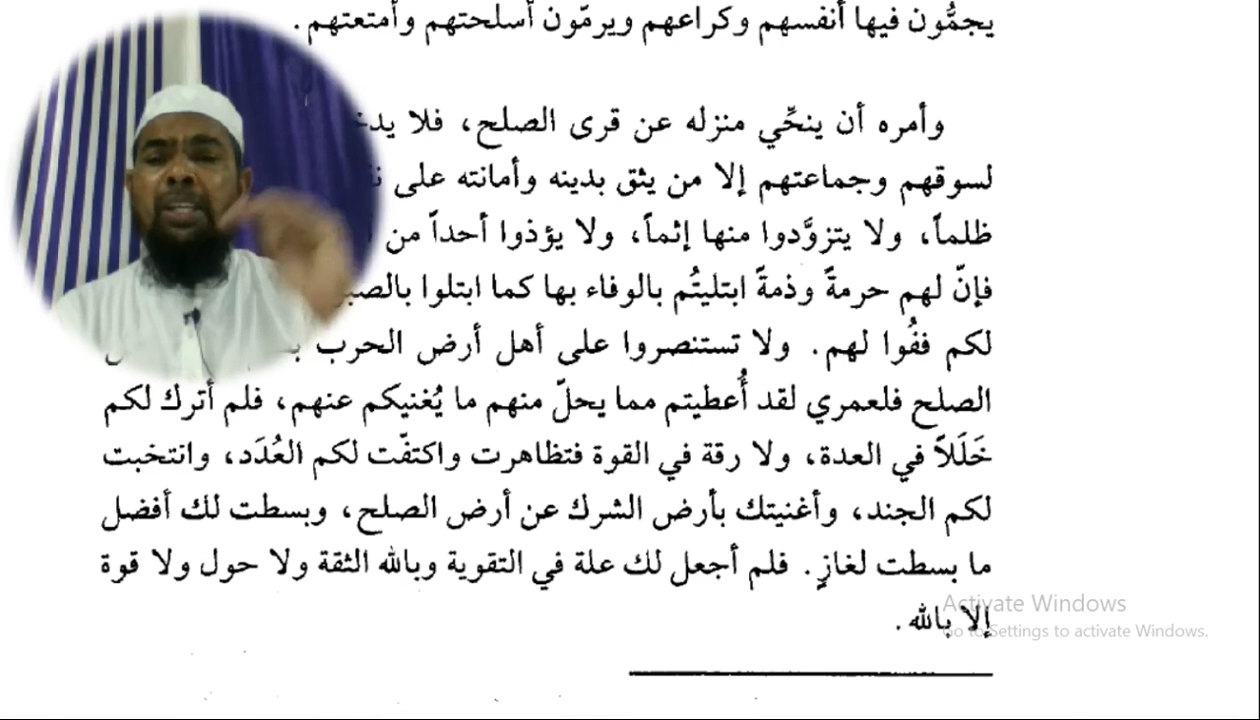 يجمُّون فيها أنفسهم وكراعهم ويرمّون أسلحتهم وأمتعتهم .
وأمره أن ينحِّي منزله عن قرى الصلح، فلا
لسوقهم وجماعتهم إلا من يثق بدينه وأمانته على
ظلماً، ولا يتزوَّدوا منها إثماً، ولا يؤذوا أحداً من
فإنّ لهم حرمةً وذمةً ابتليتُم بالوفاء بها كما ابتلوا بالصبر
لكم ففُوا لهم. ولا تستنصروا على أهل أرض الحرب
الصلح فلعمري لقد أُعطيتم مما يحلّ منهم ما يُغنيكم عنهم، فلم أترك لكم
خَلَلاً في العدة، ولا رقة في القوة فتظاهرت واكتفّت لكم العُدَد، وانتخبت
لكم الجند، وأغنيتك بأرض الشرك عن أرض الصلح، وبسطت لك أفضل
ما بسطت لغازٍ. فلم أجعل لك علة في التقوية وبالله الثقة ولا حول ولا قوة
إلا بالله .
Activate Windows
Go to Settings to activate Windows.